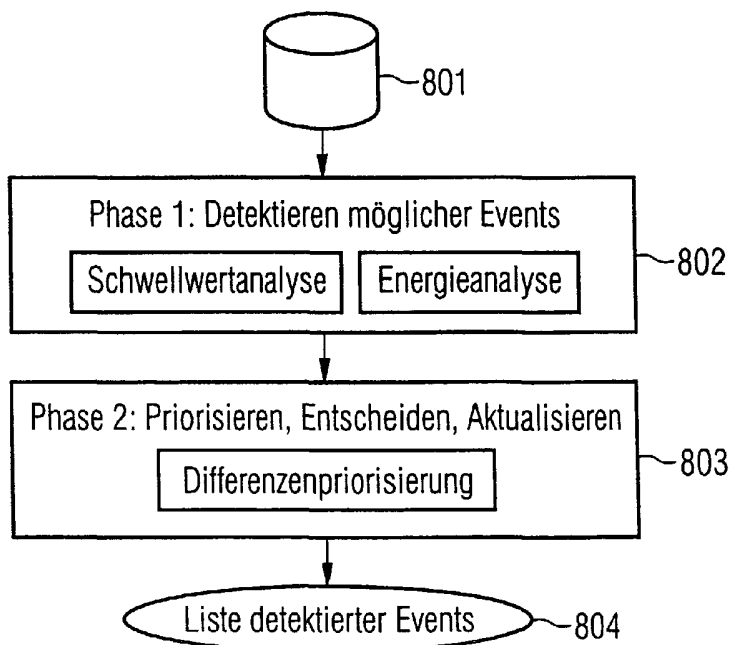 801
Phase 1: Detektieren möglicher Events
Schwellwertanalyse
Energieanalyse
802
Phase 2: Priorisieren, Entscheiden, Aktualisieren
Differenzenpriorisierung
803
Liste detektierter Events
804